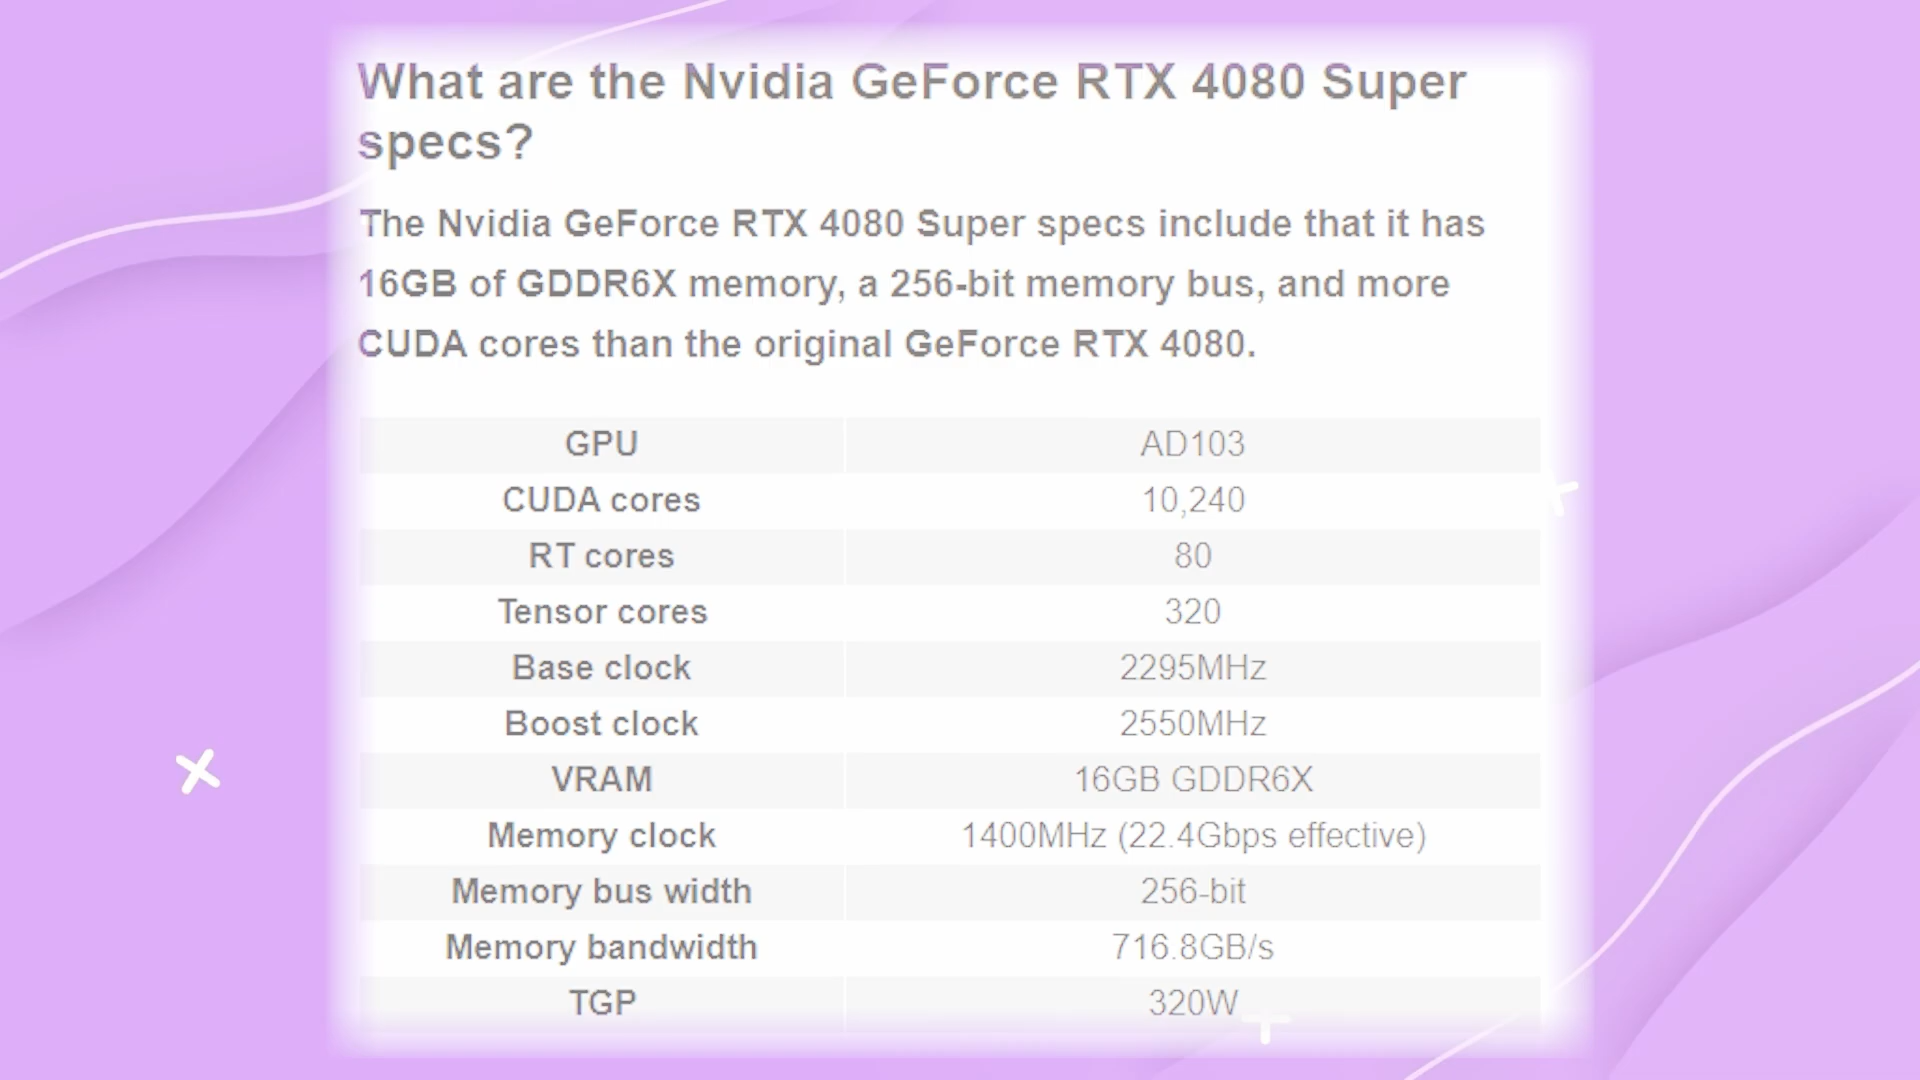 What are the Nvidia GeForce RTX 4080 Super
specs?
The Nvidia GeForce RTX 4080 Super specs include that it has
16GB of GDDR6X memory, a 256-bit memory bus, and more
CUDA cores than the original GeForce RTX 4080.
GPU AD103
CUDA cores 10,240
RT cores 80
Tensor cores 320
Base clock 2295MHz
Boost clock 2550MHz
VRAM 16GB GDDR6X
Memory clock 1400MHz (22.4Gbps effective)
Memory bus width 256-bit
Memory bandwidth 716.8GB/s
TGP 320W